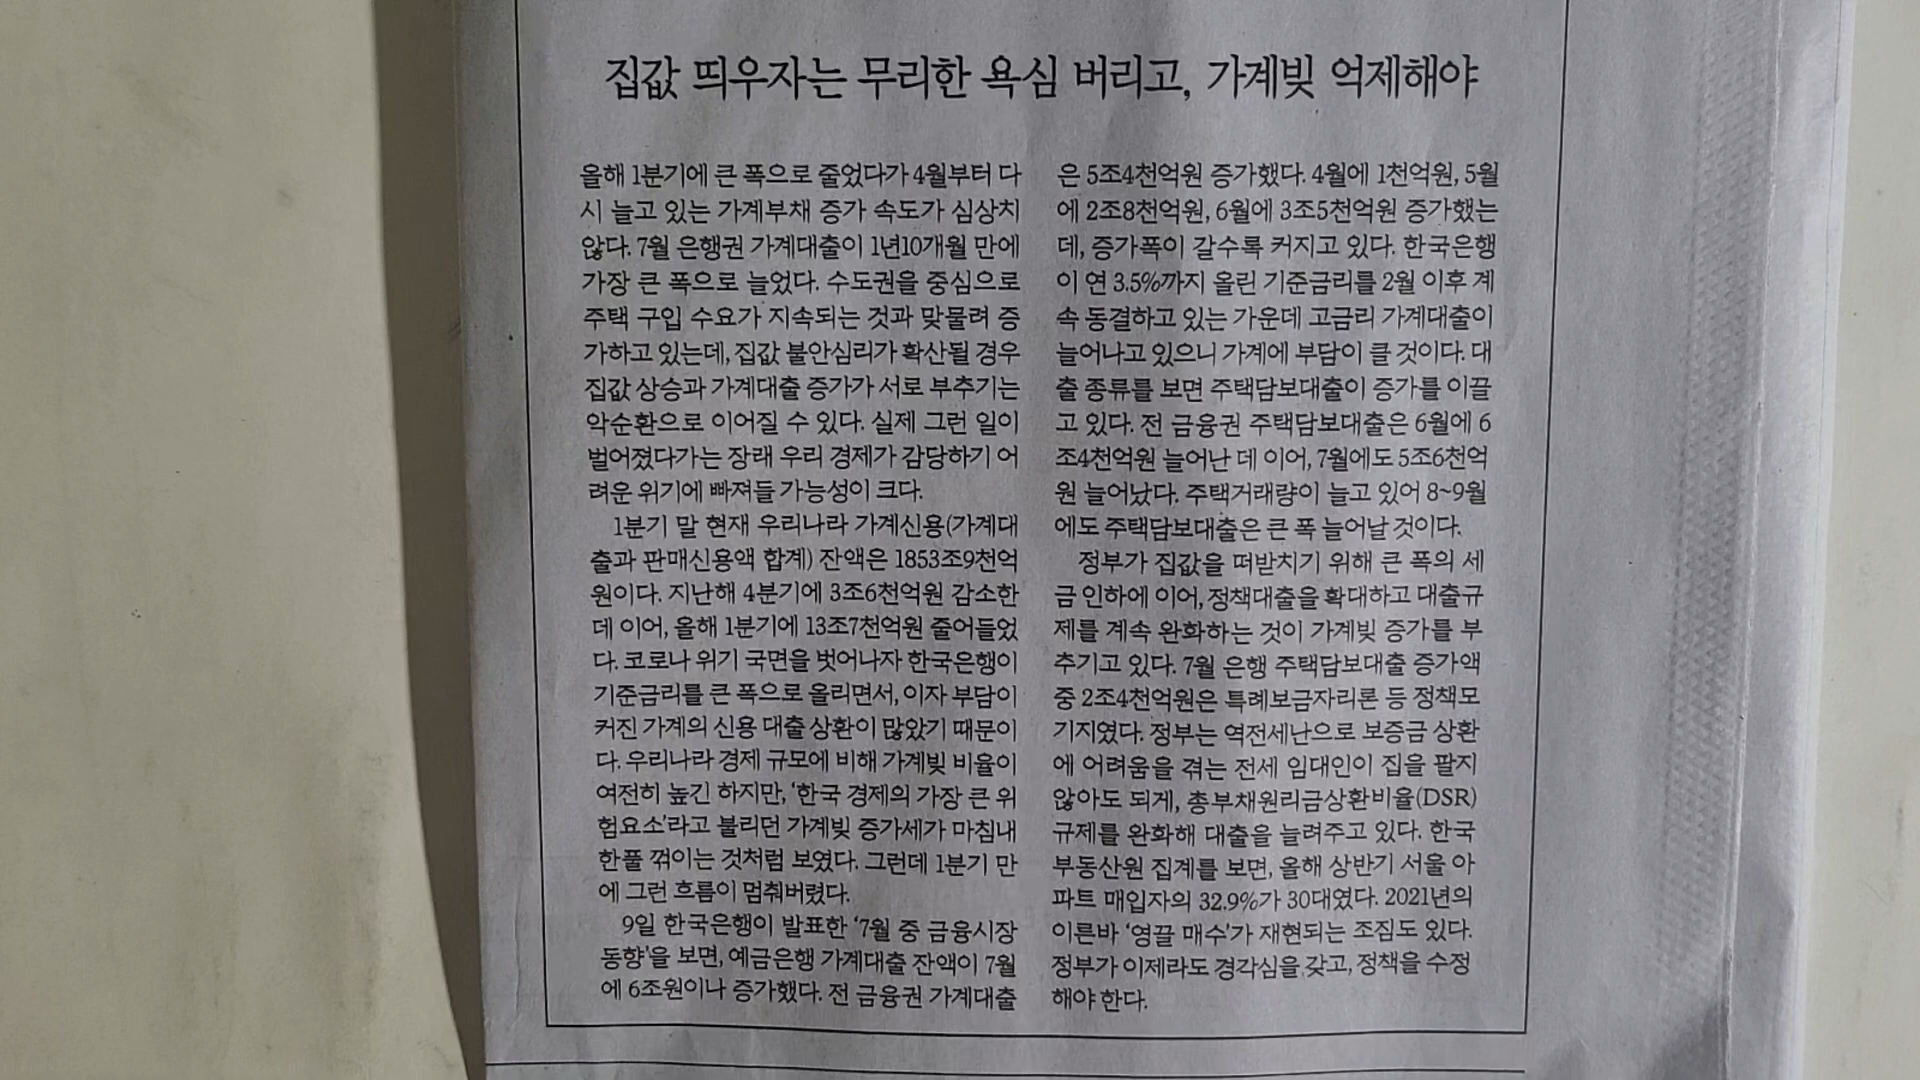 집값 띄우자는 무리한 욕심 버리고, 가계빚 억제해야
올해 1분기에 큰 폭으로 줄었다가 4월부터 다
시 늘고 있는 가계부채 증가 속도가 심상치
않다. 7월 은행권 가계대출이 1년10개월 만에
가장 큰 폭으로 늘었다. 수도권을 중심으로
주택 구입 수요가 지속되는 것과 맞물려 증
가하고 있는데, 집값 불안심리가 확산될 경우
집값 상승과 가계대출 증가가 서로 부추기는
악순환으로 이어질 수 있다. 실제 그런 일이
벌어졌다가는 장래 우리 경제가 감당하기 어
려운 위기에 빠져들 가능성이 크다.
1분기 말 현재 우리나라 가계신용(가계대
출과 판매신용액 합계) 잔액은 1853조9천억
원이다. 지난해 4분기에 3조6천억원 감소한
데 이어, 올해 1분기에 13조7천억원 줄어들었
다. 코로나 위기 국면을 벗어나자 한국은행이
기준금리를 큰 폭으로 올리면서, 이자 부담이
커진 가계의 신용 대출 상환이 많았기 때문이
다. 우리나라 경제 규모에 비해 가계빚 비율이
여전히 높긴 하지만, ‘한국 경제의 가장 큰 위
험요소’라고 불리던 가계빚 증가세가 마침내
한풀 꺾이는 것처럼 보였다. 그런데 1분기 만
에 그런 흐름이 멈춰버렸다.
9일 한국은행이 발표한 ‘7월 중 금융시장
동향’을 보면, 예금은행 가계대출 잔액이 7월
에 6조원이나 증가했다. 전 금융권 가계대출
은 5조4천억원 증가했다. 4월에 1천억원, 5월
에 2조8천억원, 6월에 3조5천억원 증가했는
데, 증가폭이 갈수록 커지고 있다. 한국은행
이 연 3.5%까지 올린 기준금리를 2월 이후 계
속 동결하고 있는 가운데 고금리 가계대출이
늘어나고 있으니 가계에 부담이 클 것이다. 대
출 종류를 보면 주택담보대출이 증가를 이끌
고 있다. 전 금융권 주택담보대출은 6월에 6
조4천억원 늘어난 데 이어, 7월에도 5조6천억
원 늘어났다. 주택거래량이 늘고 있어 8~9월
에도 주택담보대출은 큰 폭 늘어날 것이다.
정부가 집값을 떠받치기 위해 큰 폭의 세
금 인하에 이어, 정책대출을 확대하고 대출규
제를 계속 완화하는 것이 가계빚 증가를 부
추기고 있다. 7월 은행 주택담보대출 증가액
중 2조4천억원은 특례보금자리론 등 정책모
기지였다. 정부는 역전세난으로 보증금 상환
에 어려움을 겪는 전세 임대인이 집을 팔지
않아도 되게, 총부채원리금상환비율(DSR)
규제를 완화해 대출을 늘려주고 있다. 한국
부동산원 집계를 보면, 올해 상반기 서울 아
파트 매입자의 32.9%가 30대였다. 2021년의
이른바 ‘영끌 매수’가 재현되는 조짐도 있다.
정부가 이제라도 경각심을 갖고, 정책을 수정
해야 한다.